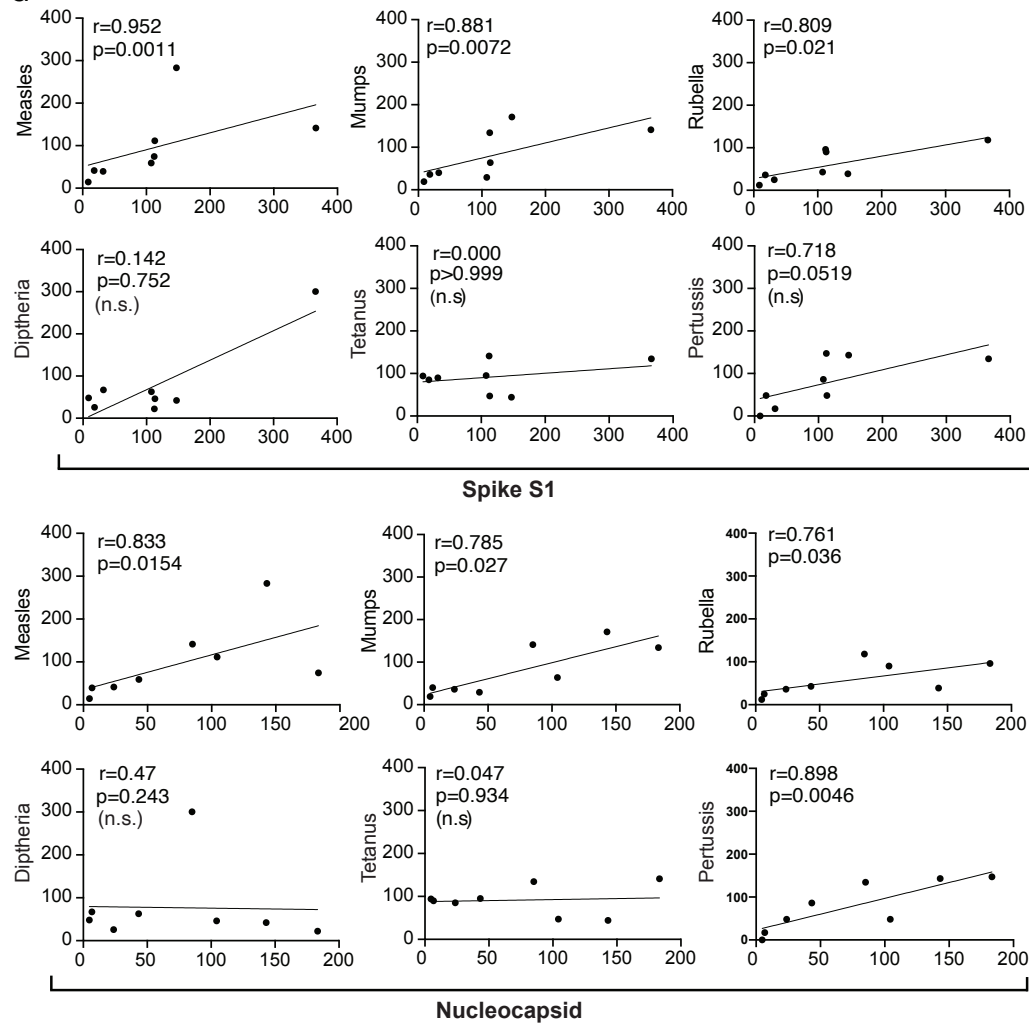 400 300 200 100 0
Measles
r=0.952
p=0.0011
0 100 200 300 400
400 300 200 100 0
Mumps
r=0.881
p=0.0072
0 100 200 300 400
400 300 200 100 0
Rubella
r=0.809
p=0.021
0 100 200 300 400
400 300 200 100 0
Diptheria
r=0.142
p=0.752
(n.s.)
0 100 200 300 400
400 300 200 100 0
Tetanus
r=0.000
p>0.999
(n.s)
0 100 200 300 400
400 300 200 100 0
Pertussis
r=0.718
p=0.0519
(n.s)
0 100 200 300 400
Spike S1
400 300 200 100 0
Measles
r=0.833
p=0.0154
0 50 100 150 200
400 300 200 100 0
Mumps
r=0.785
p=0.027
0 50 100 150 200
400 300 200 100 0
Rubella
r=0.761
p=0.036
0 50 100 150 200
400 300 200 100 0
Diptheria
r=0.47
p=0.243
(n.s.)
0 50 100 150 200
400 300 200 100 0
Tetanus
r=0.047
p=0.934
(n.s)
0 50 100 150 200
400 300 200 100 0
Pertussis
r=0.898
p=0.0046
0 50 100 150 200
Nucleocapsid